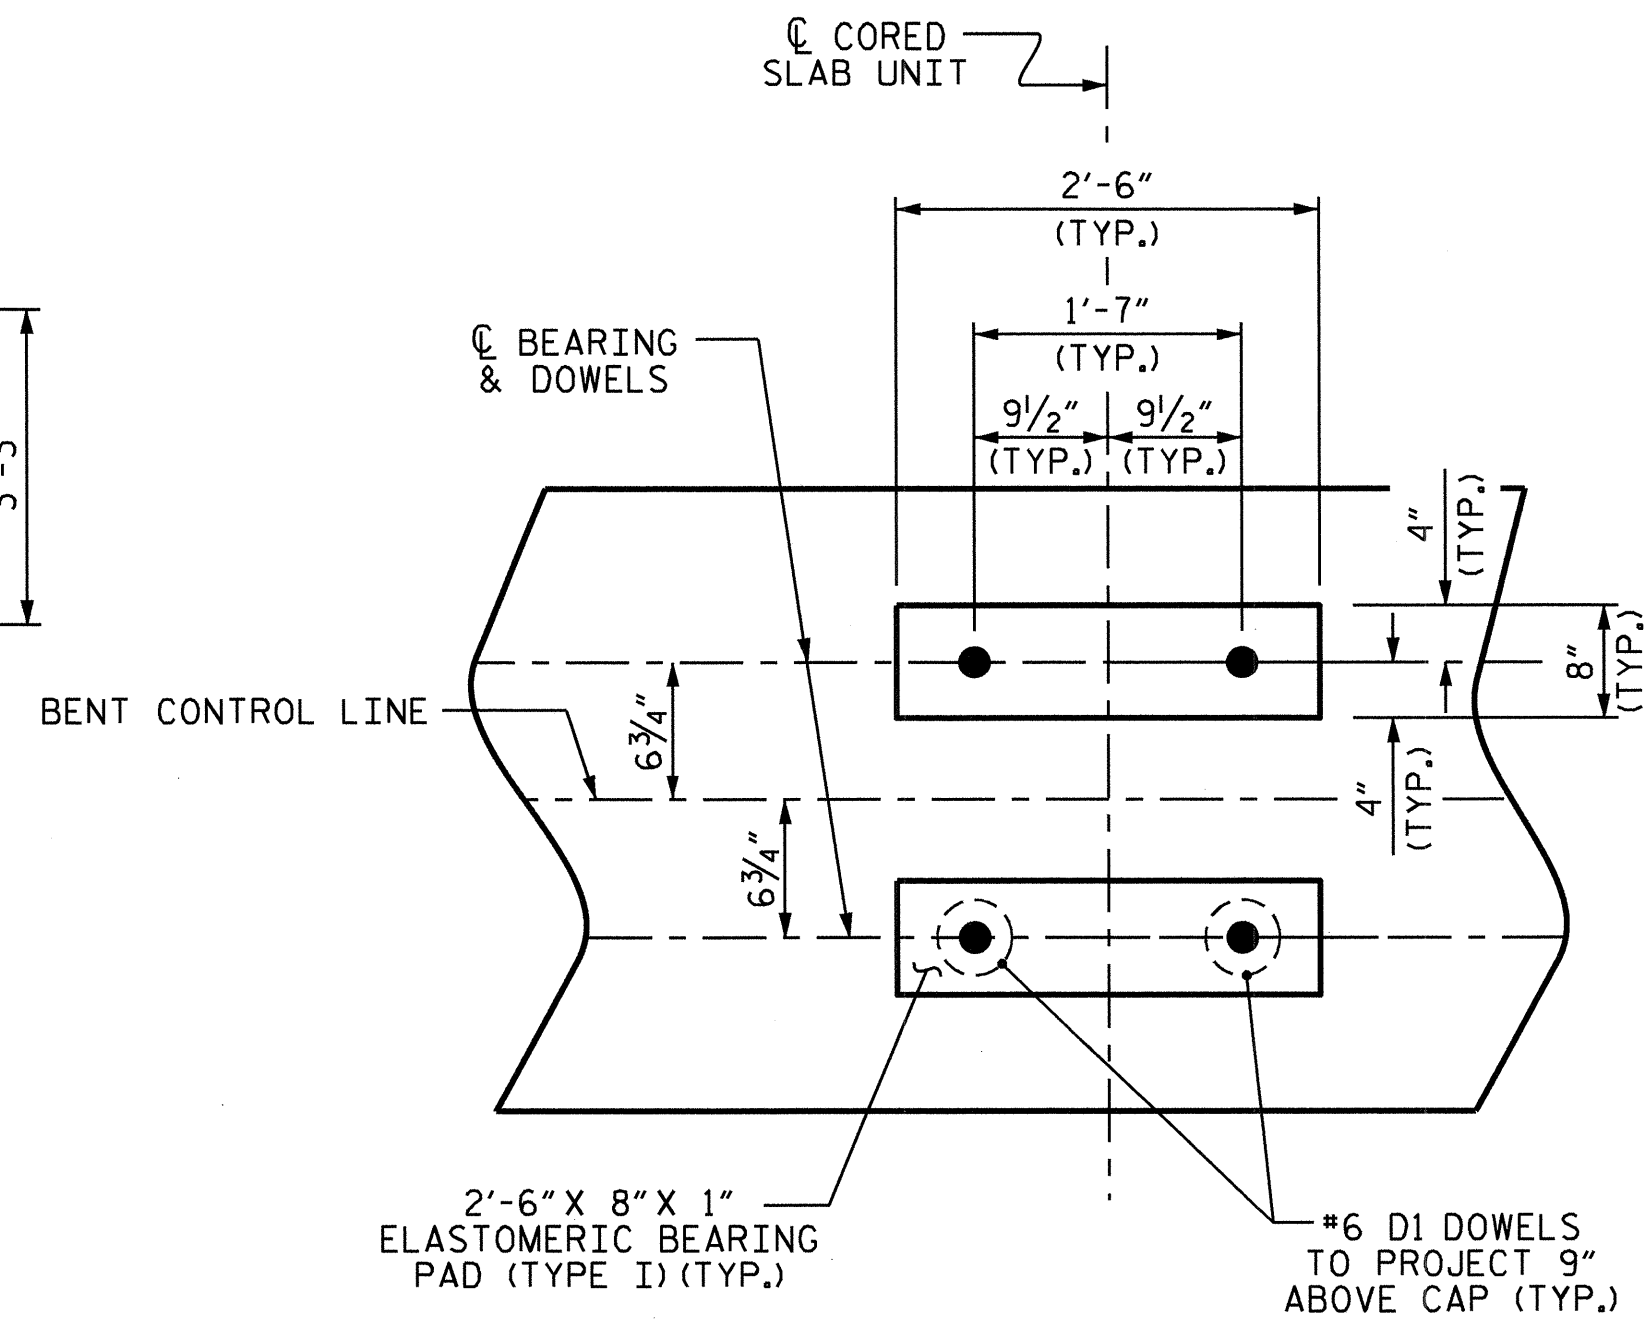 ℄ CORED
SLAB UNIT
2'-6"
(TYP.)
1'-7"
(TYP.)
℄ BEARING
& DOWELS
9½" 9½"
(TYP.) (TYP.)
4"
(TYP.)
8"
(TYP.)
BENT CONTROL LINE
6¾"
4"
(TYP.)
6¾"
2'-6" X 8" X 1"
ELASTOMERIC BEARING
PAD (TYPE I) (TYP.)
#6 D1 DOWELS
TO PROJECT 9"
ABOVE CAP (TYP.)